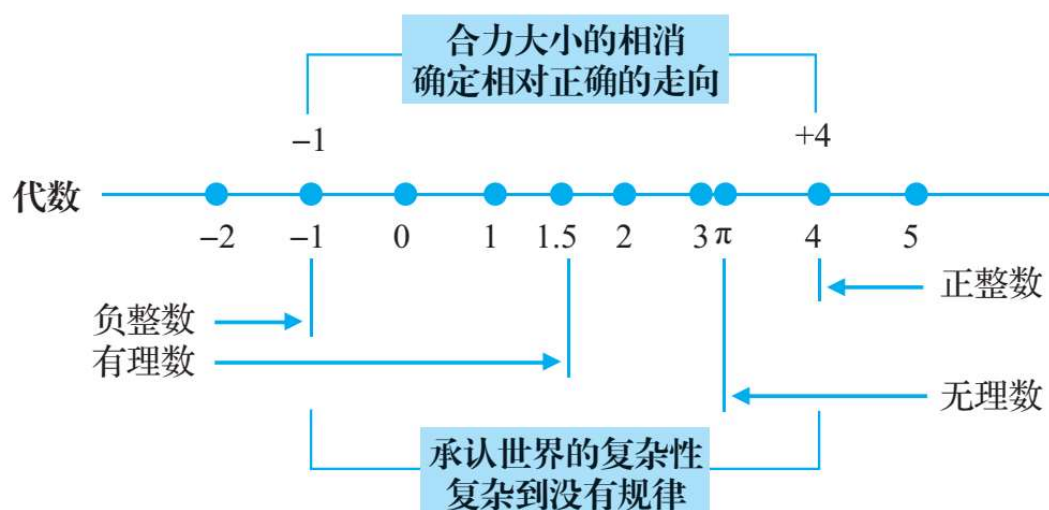 合力大小的相消
确定相对正确的走向
−1
+4
代数
−2 −1 0 1 1.5 2 3 π 4 5
正整数
负整数
有理数
无理数
承认世界的复杂性
复杂到没有规律